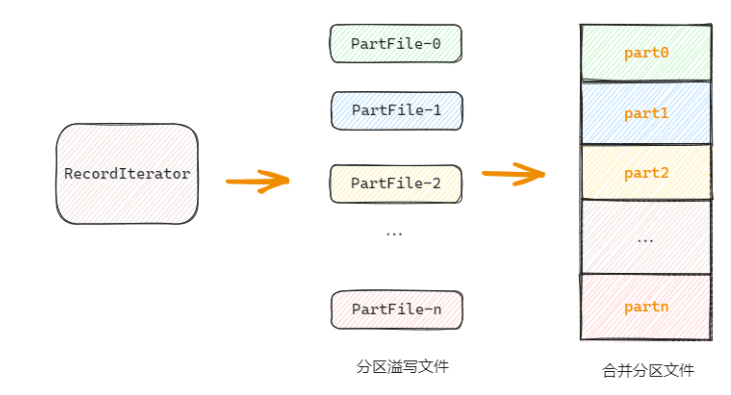 RecordIterator
PartFile-0
PartFile-1
PartFile-2
...
PartFile-n
分区溢写文件
part0
part1
part2
...
partn
合并分区文件